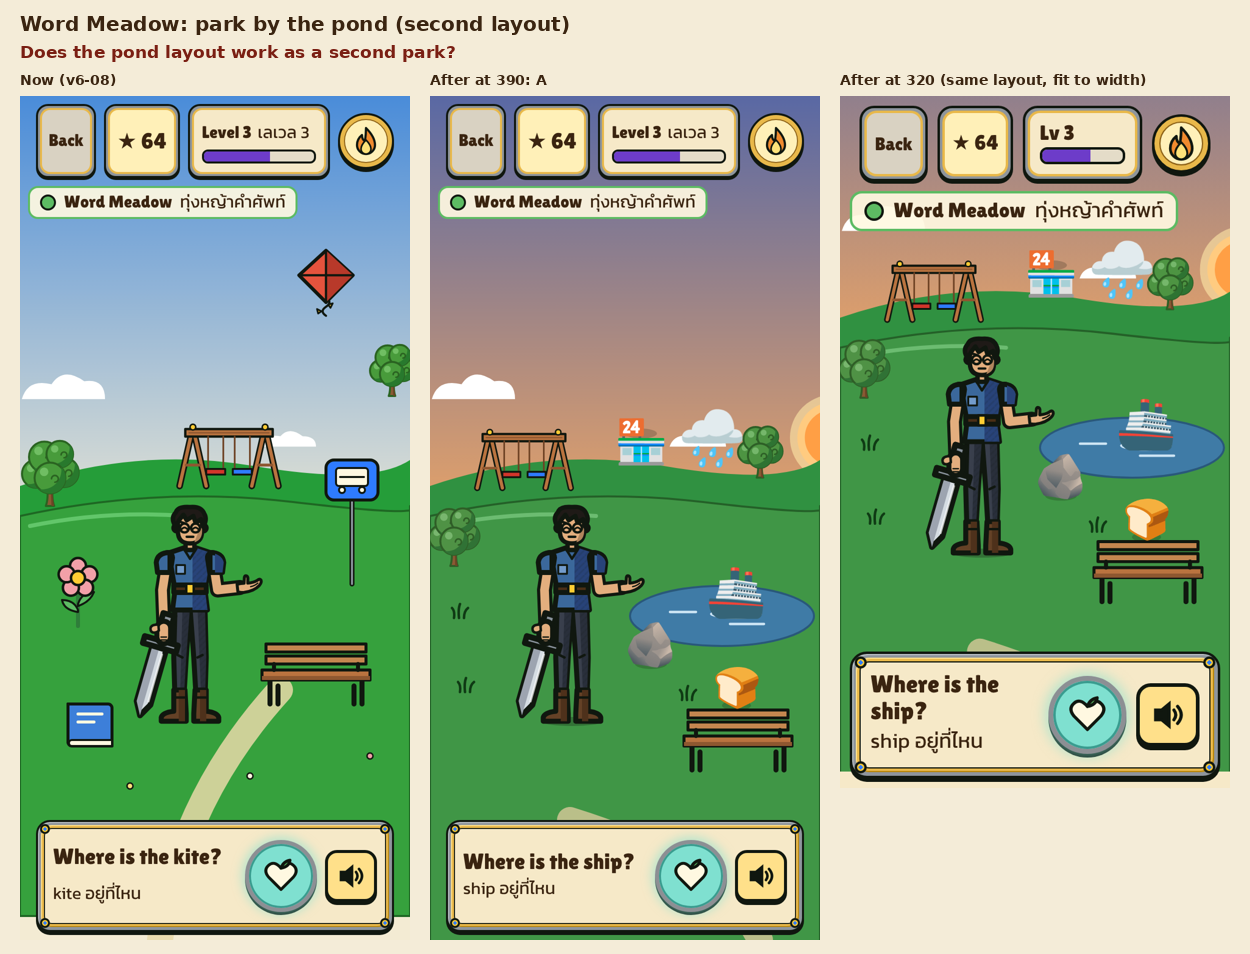 Word Meadow: park by the pond (second layout)
Does the pond layout work as a second park?
Now (v6-08)
Back
★ 64
Level 3 เลเวล 3
Word Meadow ทุ่งหญ้าคำศัพท์
Where is the kite?
kite อยู่ที่ไหน
After at 390: A
Back
★ 64
Level 3 เลเวล 3
Word Meadow ทุ่งหญ้าคำศัพท์
24
Where is the ship?
ship อยู่ที่ไหน
After at 320 (same layout, fit to width)
Back
★ 64
Lv 3
Word Meadow ทุ่งหญ้าคำศัพท์
24
Where is the
ship?
ship อยู่ที่ไหน